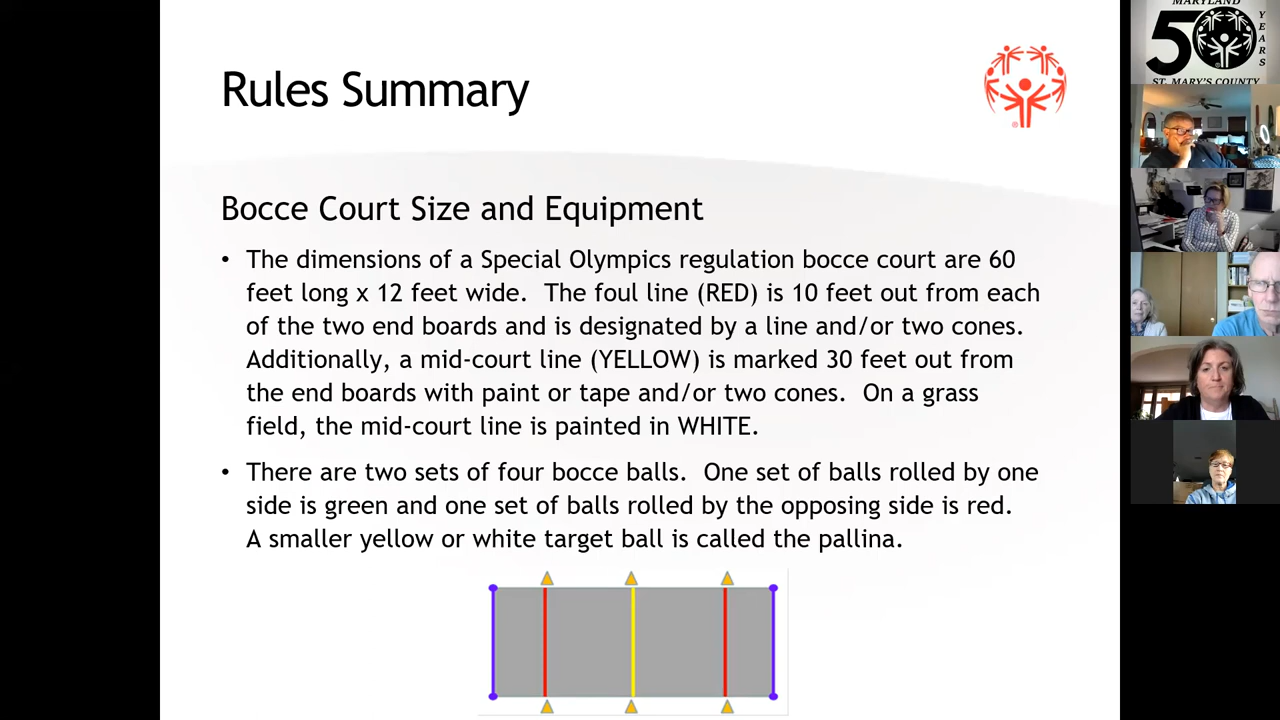 Rules Summary
Bocce Court Size and Equipment
• The dimensions of a Special Olympics regulation bocce court are 60
feet long x 12 feet wide.  The foul line (RED) is 10 feet out from each
of the two end boards and is designated by a line and/or two cones.
Additionally, a mid-court line (YELLOW) is marked 30 feet out from
the end boards with paint or tape and/or two cones.  On a grass
field, the mid-court line is painted in WHITE.
• There are two sets of four bocce balls.  One set of balls rolled by one
side is green and one set of balls rolled by the opposing side is red.
A smaller yellow or white target ball is called the pallina.
®
MARYLAND
50
YEARS
ST. MARY'S COUNTY